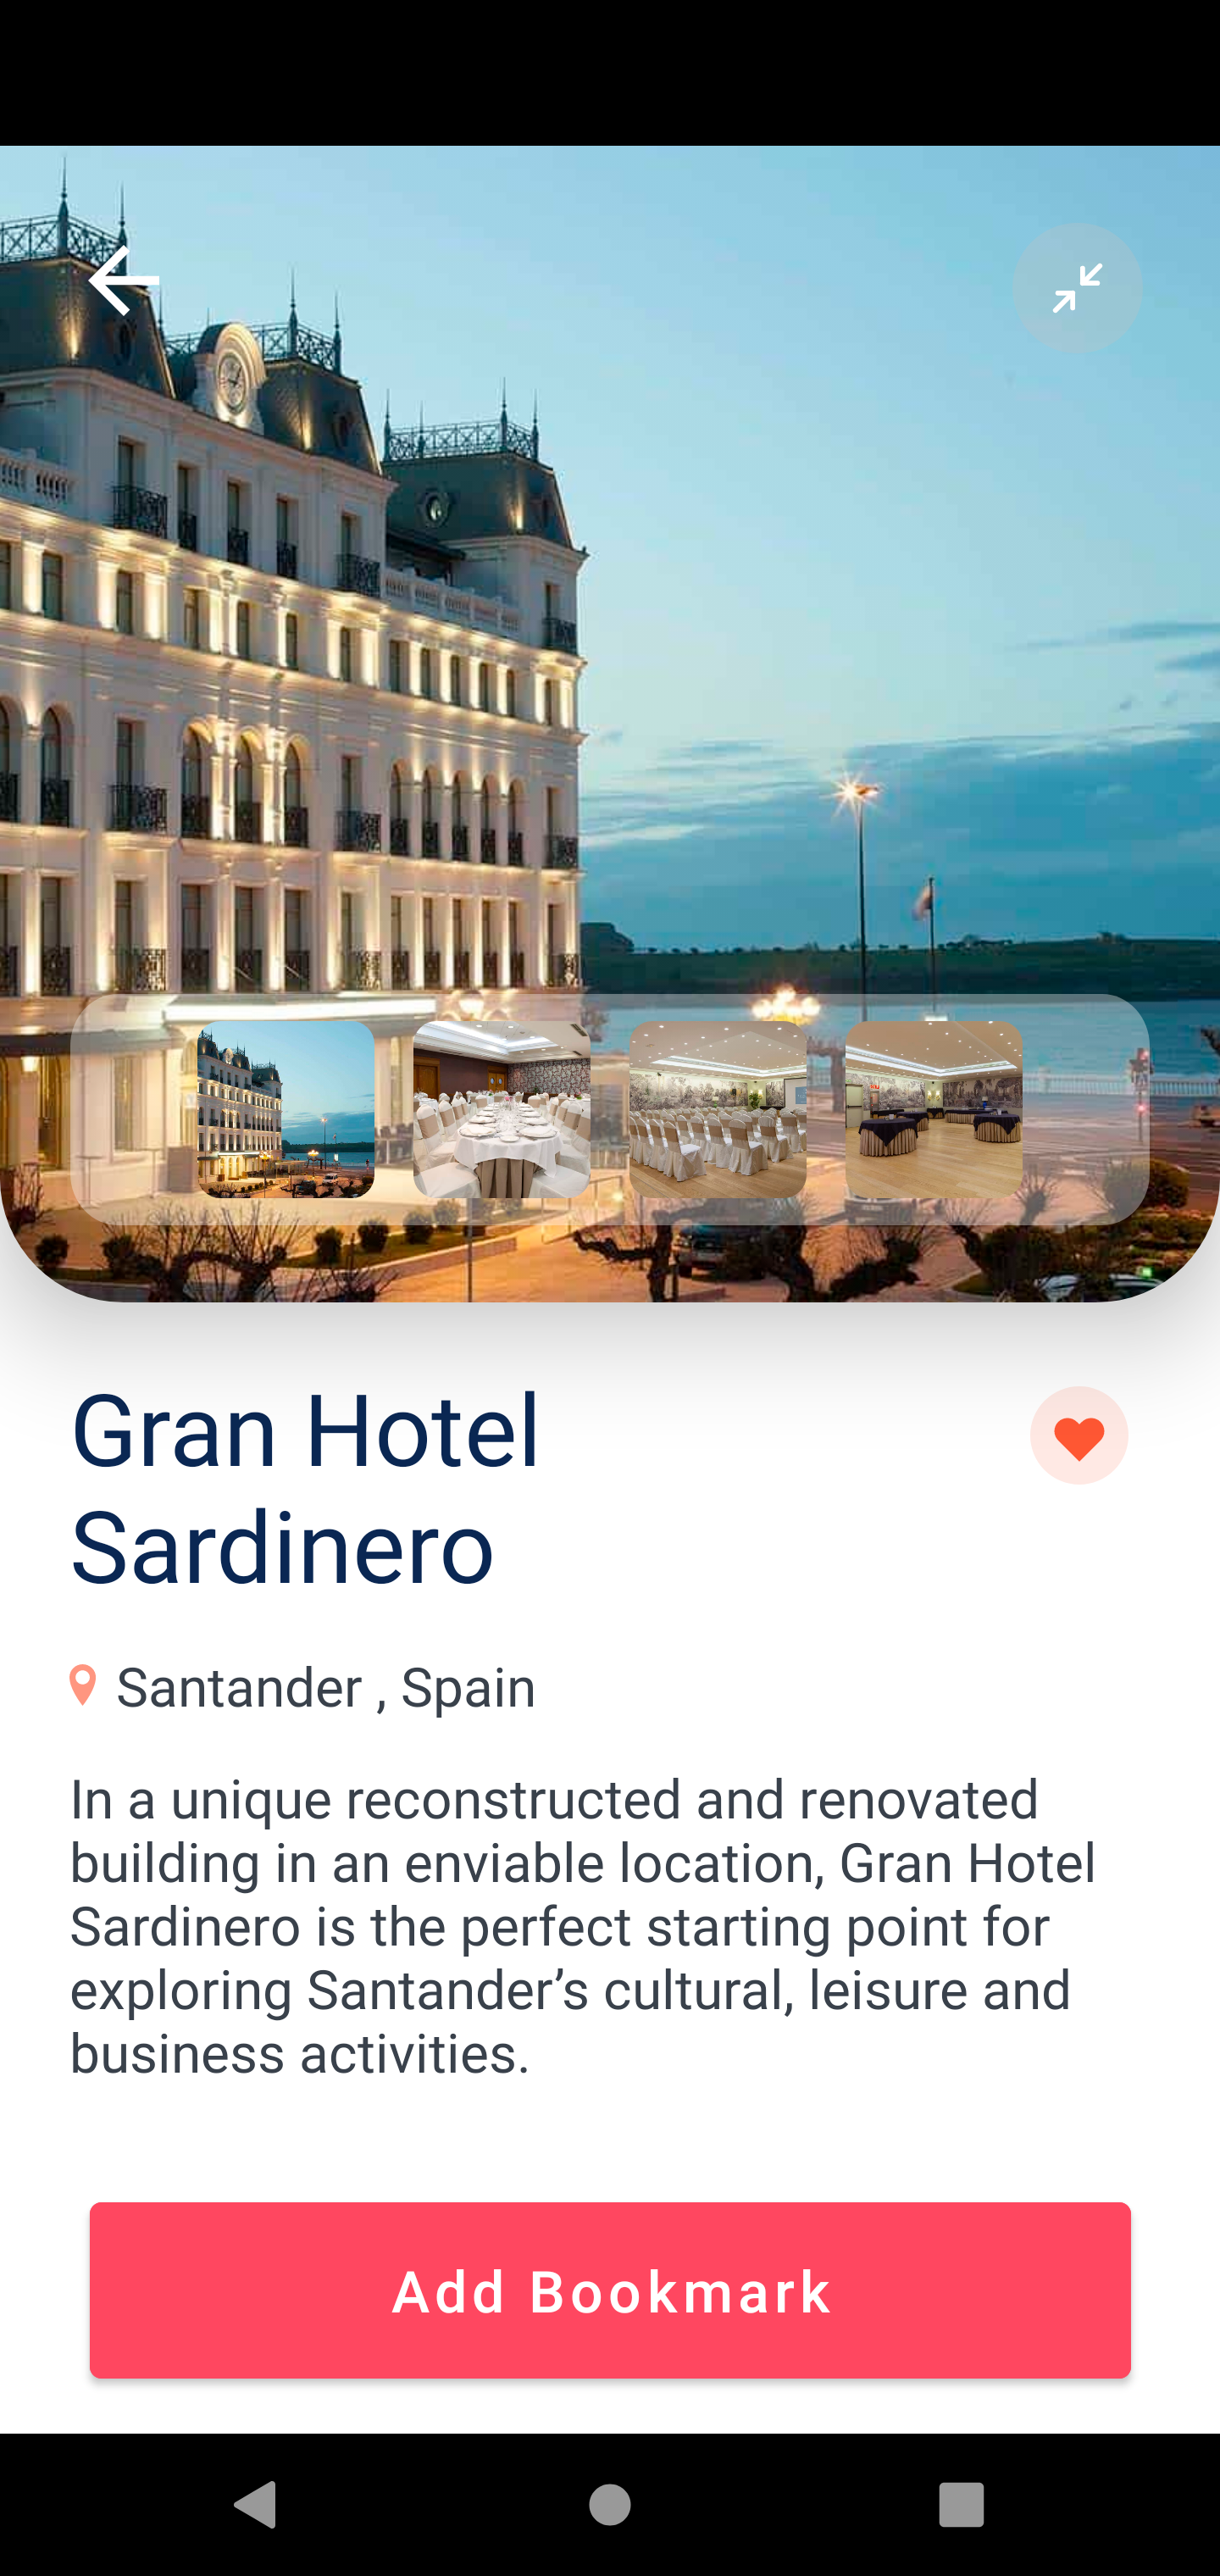 Gran Hotel
Sardinero
Santander , Spain
In a unique reconstructed and renovated
building in an enviable location, Gran Hotel
Sardinero is the perfect starting point for
exploring Santander’s cultural, leisure and
business activities.
Add Bookmark